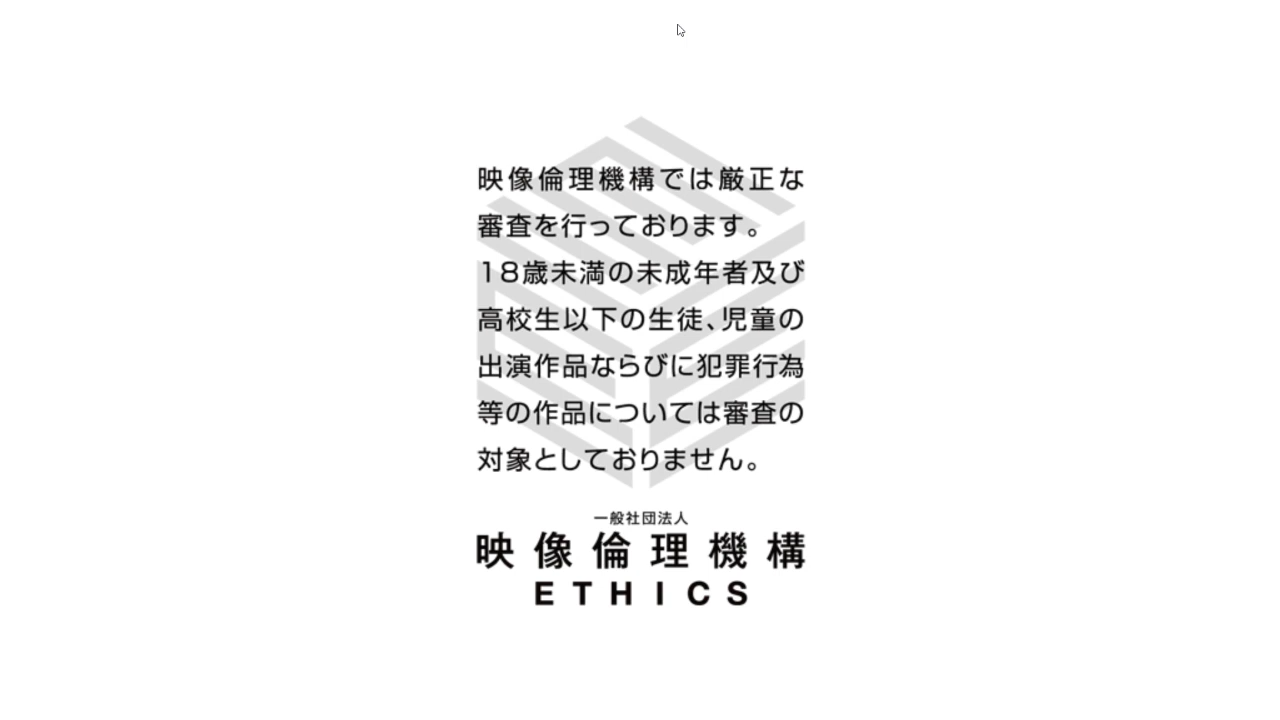 映像倫理機構では厳正な
審査を行っております。
18歳未満の未成年者及び
高校生以下の生徒、児童の
出演作品ならびに犯罪行為
等の作品については審査の
対象としておりません。
一般社団法人
映像倫理機構
ETHICS